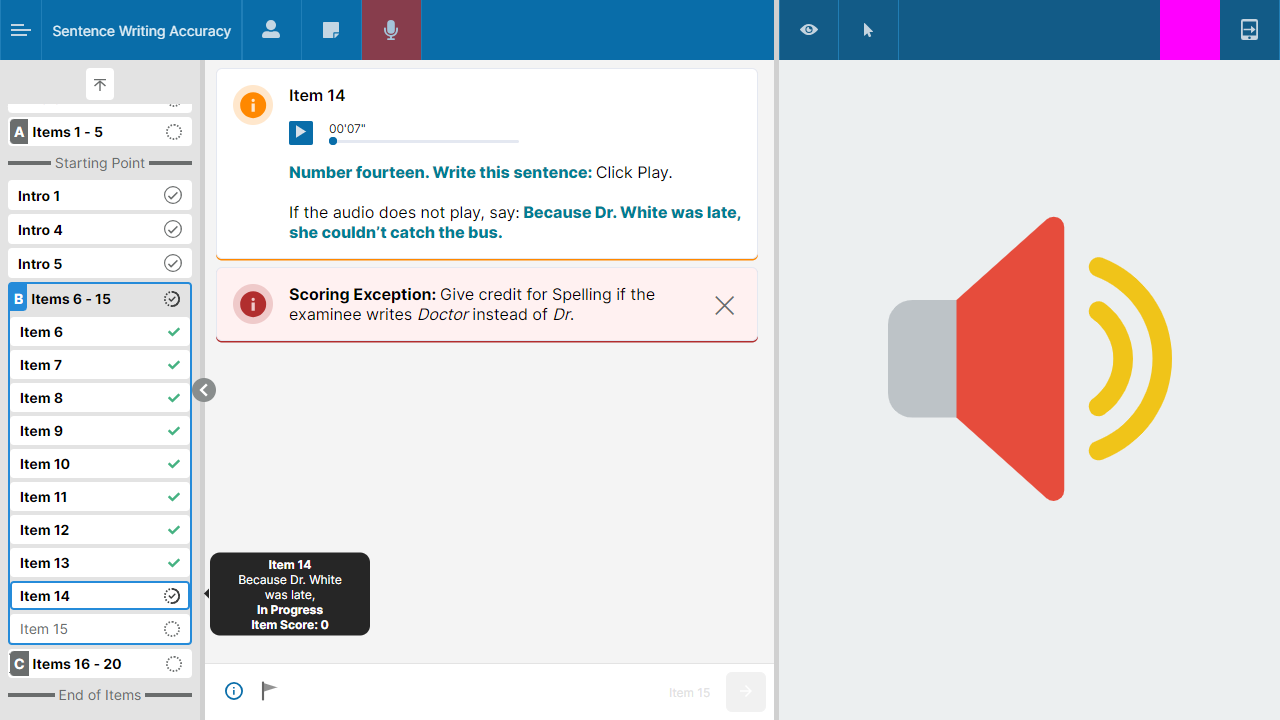 Sentence Writing Accuracy
A Items 1 - 5
Starting Point
Intro 1
Intro 4
Intro 5
B Items 6 - 15
Item 6
Item 7
Item 8
Item 9
Item 10
Item 11
Item 12
Item 13
Item 14
Item 15
C Items 16 - 20
End of Items
Item 14
00'07"
Number fourteen. Write this sentence: Click Play.
If the audio does not play, say: Because Dr. White was late,
she couldn’t catch the bus.
Scoring Exception: Give credit for Spelling if the
examinee writes Doctor instead of Dr.
Item 14
Because Dr. White
was late,
In Progress
Item Score: 0
Item 15